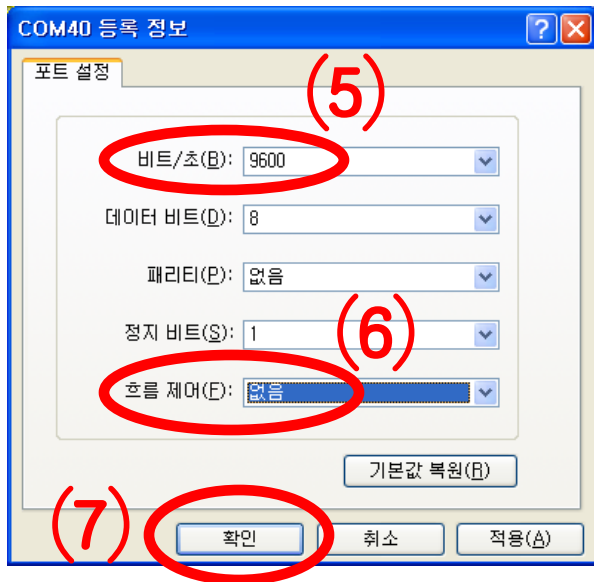 COM40 등록 정보
포트 설정
(5)
비트/초(B): 9600
데이터 비트(D): 8
패리티(P): 없음
정지 비트(S): 1
(6)
흐름 제어(F): 없음
기본값 복원(R)
(7)
확인 취소 적용(A)